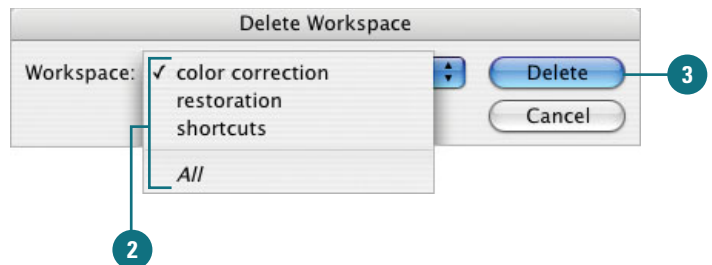 Delete Workspace
Workspace: ✓ color correction
restoration
shortcuts
All
Delete
Cancel
3
2